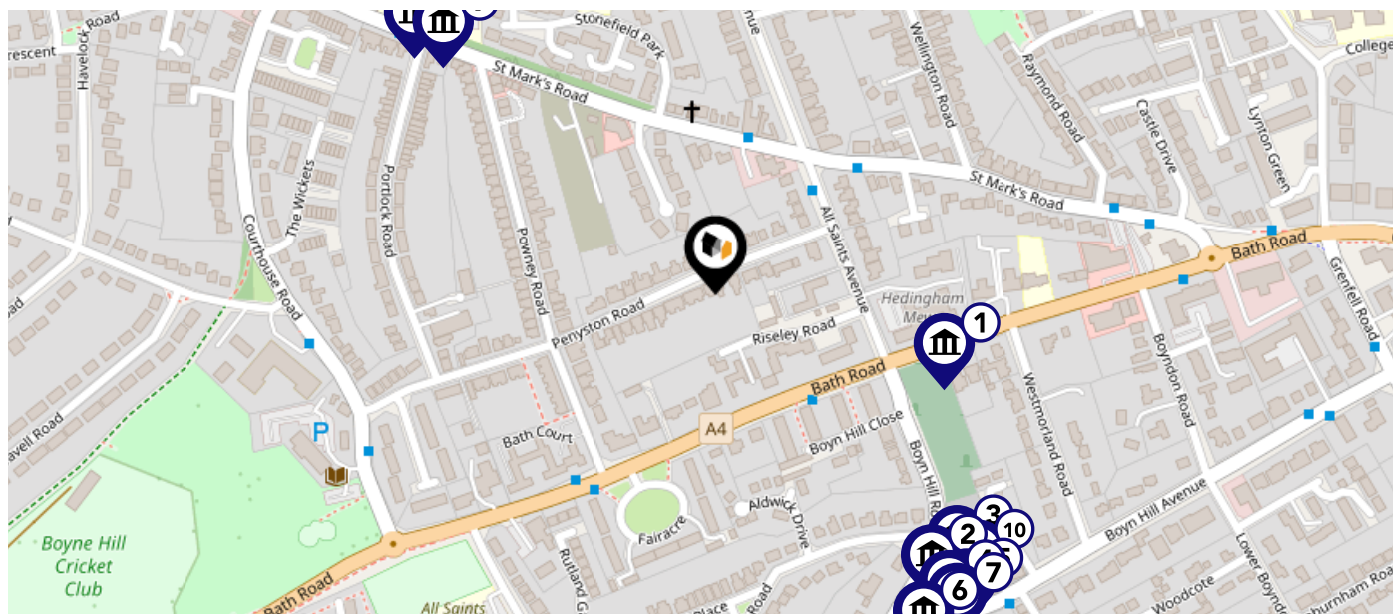 Stonefield Park
Road
Havelock
College
Wellington Road
Raymond Road
St Mark's Road
Castle Drive
Lynton Green
The Wickets
Portlock Road
St Mark's Road
Courthouse Road
Powney Road
All Saints Avenue
Bath Road
Grenfell Road
Hedingham
1
Penyston Road
Riseley Road
Boyndon Road
Westmorland Road
Bath Road
A4
P
Bath Court
Boyn Hill Close
Boyn Hill
Boyn Hill Avenue
Aldwick Drive
3
10
2
Fairacre
Boyne Hill
Cricket
Club
7
6
Bath Road
Rutland
Lower
Woodcote
All Saints
Place
Road